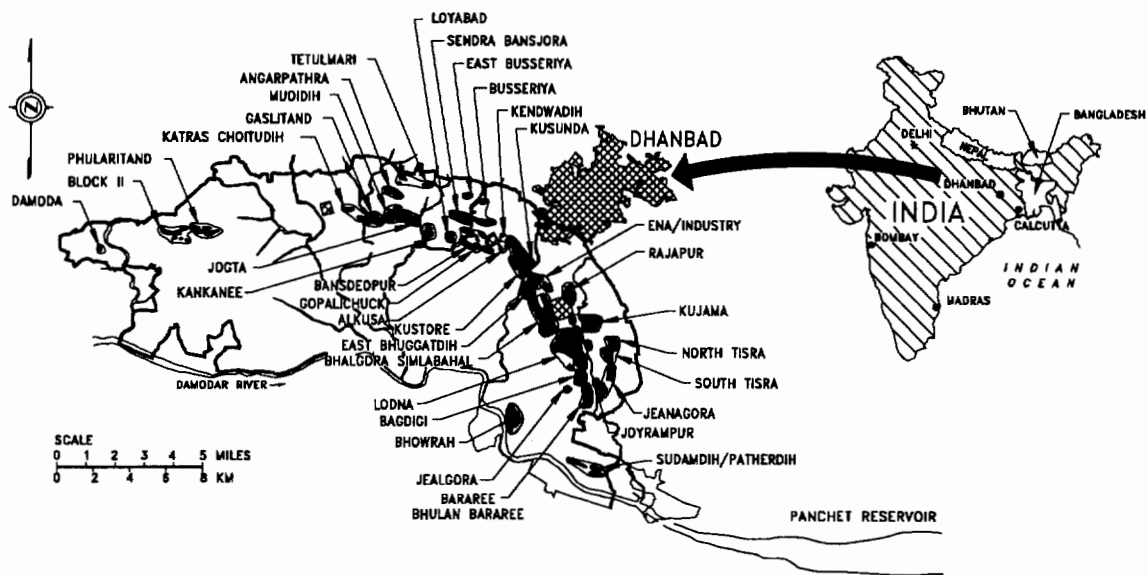 LOYABAD
SENDRA BANSJORA
EAST BUSSERIYA
BUSSERIYA
KENDWADIH
KUSUNDA
TETULMARI
ANGARPATHRA
MUDIDIH
GASLITAND
KATRAS CHOITUDIH
PHULARITAND
BLOCK II
DAMODA
N
DHANBAD
BHUTAN
BANGLADESH
DELHI
NEPAL
DHANBAD
INDIA
CALCUTTA
BOMBAY
INDIAN
OCEAN
MADRAS
ENA/INDUSTRY
RAJAPUR
KUJAMA
NORTH TISRA
SOUTH TISRA
JEANAGORA
JOYRAMPUR
SUDAMDIH/PATHERDIH
JOGTA
KANKANEE
BANSDEDPUR
GOPALICHUCK
ALKUSA
KUSTORE
EAST BHUGGATDIH
BHALGDRA SIMLABAHAL
LODNA
BAGDIGI
BHOWRAH
JEALGORA
BARAREE
BHULAN BARAREE
DAMODAR RIVER
SCALE
0 1 2 3 4 5 MILES
0 2 4 6 8 KM
PANCHET RESERVOIR